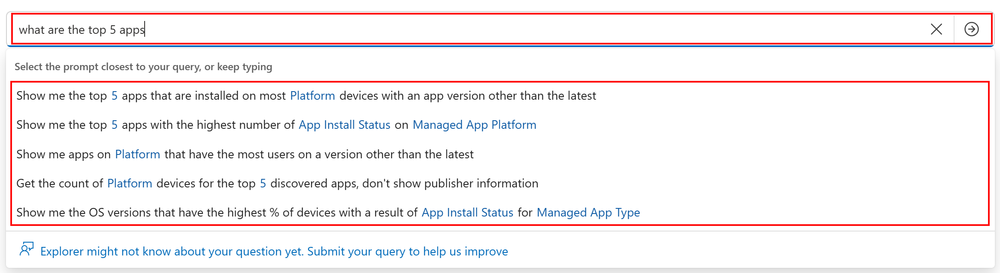 what are the top 5 apps
Select the prompt closest to your query, or keep typing
Show me the top 5 apps that are installed on most Platform devices with an app version other than the latest
Show me the top 5 apps with the highest number of App Install Status on Managed App Platform
Show me apps on Platform that have the most users on a version other than the latest
Get the count of Platform devices for the top 5 discovered apps, don't show publisher information
Show me the OS versions that have the highest % of devices with a result of App Install Status for Managed App Type
Explorer might not know about your question yet. Submit your query to help us improve